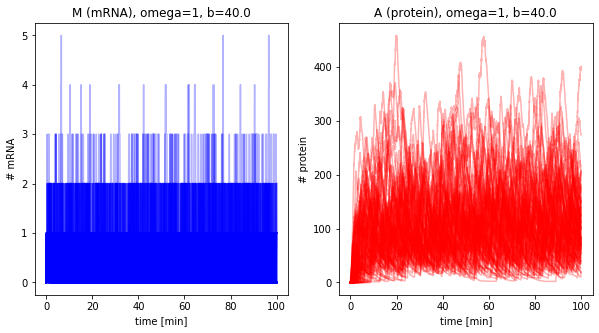 M (mRNA), omega=1, b=40.0
# mRNA
5
4
3
2
1
0
0 20 40 60 80 100
time [min]
A (protein), omega=1, b=40.0
# protein
400
300
200
100
0
0 20 40 60 80 100
time [min]